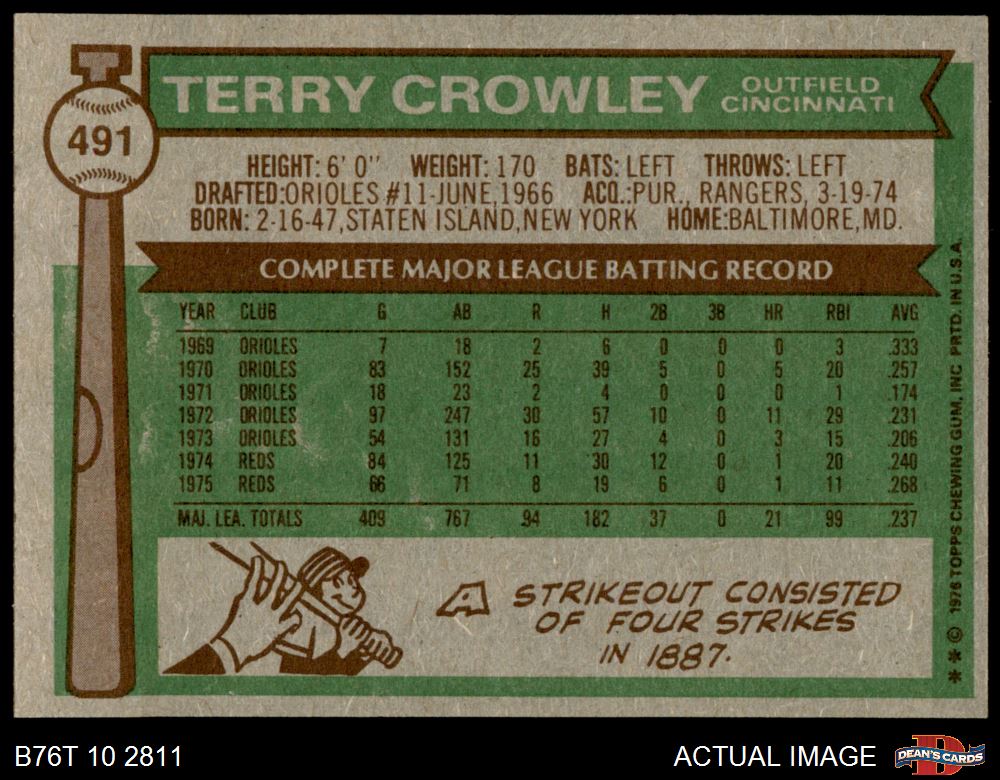 TERRY CROWLEY OUTFIELD CINCINNATI
491
HEIGHT: 6' 0" WEIGHT: 170 BATS: LEFT THROWS: LEFT
DRAFTED:ORIOLES #11-JUNE,1966 ACQ.:PUR., RANGERS, 3-19-74
BORN: 2-16-47,STATEN ISLAND,NEW YORK HOME:BALTIMORE,MD.
COMPLETE MAJOR LEAGUE BATTING RECORD
YEAR CLUB G AB R H 2B 3B HR RBI AVG
1969 ORIOLES 7 18 2 6 0 0 0 3 .333
1970 ORIOLES 83 152 25 39 5 0 5 20 .257
1971 ORIOLES 18 23 2 4 0 0 0 1 .174
1972 ORIOLES 97 247 30 57 10 0 11 29 .231
1973 ORIOLES 54 131 16 27 4 0 3 15 .206
1974 REDS 84 125 11 30 12 0 1 20 .240
1975 REDS 66 71 8 19 6 0 1 11 .268
MAJ. LEA. TOTALS 409 767 94 182 37 0 21 99 .237
A STRIKEOUT CONSISTED
OF FOUR STRIKES
IN 1887.
* * © 1976 TOPPS CHEWING GUM, INC PRTD. IN U.S.A.
B76T 10 2811
ACTUAL IMAGE
DEAN'S CARDS